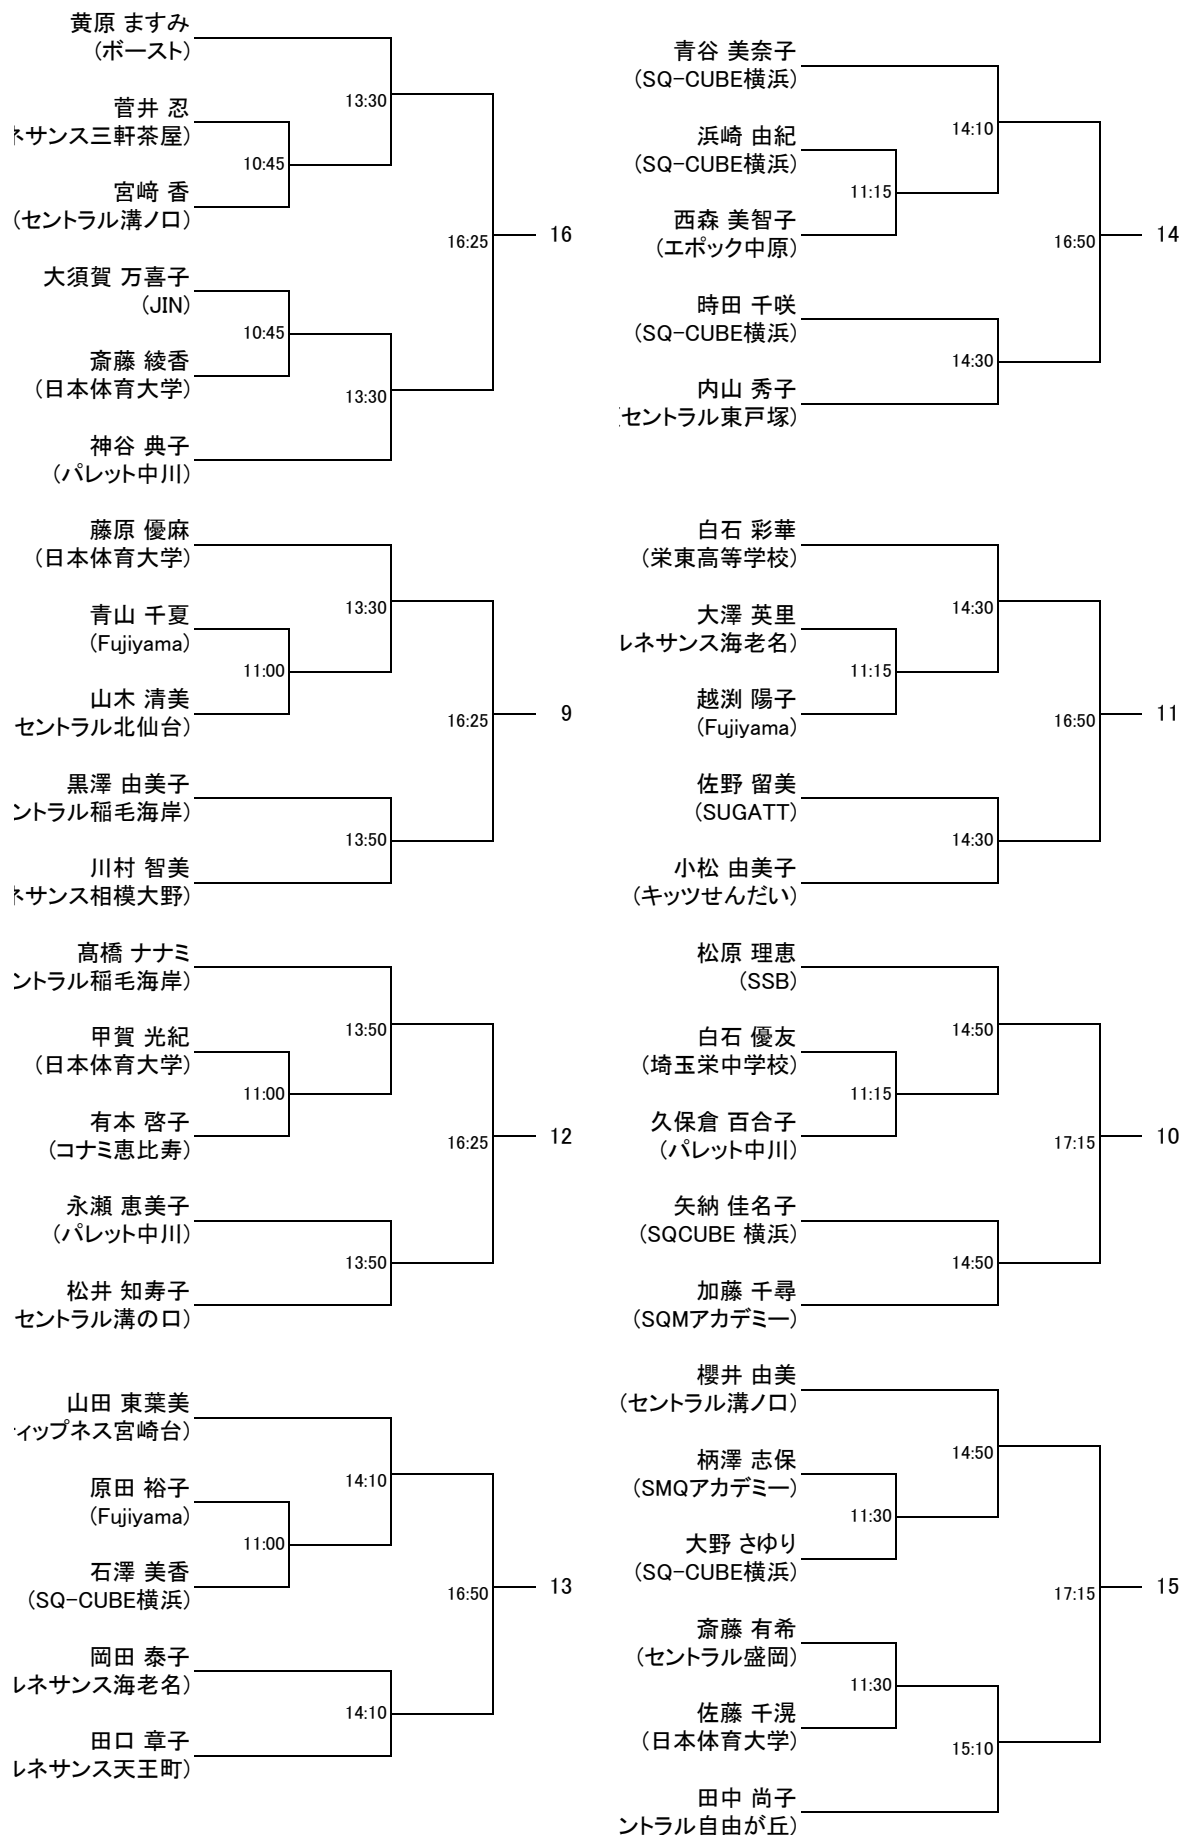 黄原 ますみ
(ボースト)
13:30
菅井 忍
ネサンス三軒茶屋)
10:45
宮﨑 香
(セントラル溝ノ口)
16:25
16
大須賀 万喜子
(JIN)
10:45
斎藤 綾香
(日本体育大学)
13:30
神谷 典子
(パレット中川)
藤原 優麻
(日本体育大学)
13:30
青山 千夏
(Fujiyama)
11:00
山木 清美
セントラル北仙台)
16:25
9
黒澤 由美子
ントラル稲毛海岸)
13:50
川村 智美
ネサンス相模大野)
髙橋 ナナミ
ントラル稲毛海岸)
13:50
甲賀 光紀
(日本体育大学)
11:00
有本 啓子
(コナミ恵比寿)
16:25
12
永瀬 恵美子
(パレット中川)
13:50
松井 知寿子
セントラル溝の口)
山田 東葉美
ィップネス宮崎台)
14:10
原田 裕子
(Fujiyama)
11:00
石澤 美香
(SQ-CUBE横浜)
16:50
13
岡田 泰子
レネサンス海老名)
14:10
田口 章子
レネサンス天王町)
青谷 美奈子
(SQ-CUBE横浜)
14:10
浜崎 由紀
(SQ-CUBE横浜)
11:15
西森 美智子
(エポック中原)
16:50
14
時田 千咲
(SQ-CUBE横浜)
14:30
内山 秀子
(セントラル東戸塚)
白石 彩華
(栄東高等学校)
14:30
大澤 英里
レネサンス海老名)
11:15
越渕 陽子
(Fujiyama)
16:50
11
佐野 留美
(SUGATT)
14:30
小松 由美子
(キッツせんだい)
松原 理恵
(SSB)
14:50
白石 優友
(埼玉栄中学校)
11:15
久保倉 百合子
(パレット中川)
17:15
10
矢納 佳名子
(SQCUBE 横浜)
14:50
加藤 千尋
(SQMアカデミー)
櫻井 由美
(セントラル溝ノ口)
14:50
柄澤 志保
(SMQアカデミー)
11:30
大野 さゆり
(SQ-CUBE横浜)
17:15
15
斎藤 有希
(セントラル盛岡)
11:30
佐藤 千滉
(日本体育大学)
15:10
田中 尚子
ントラル自由が丘)